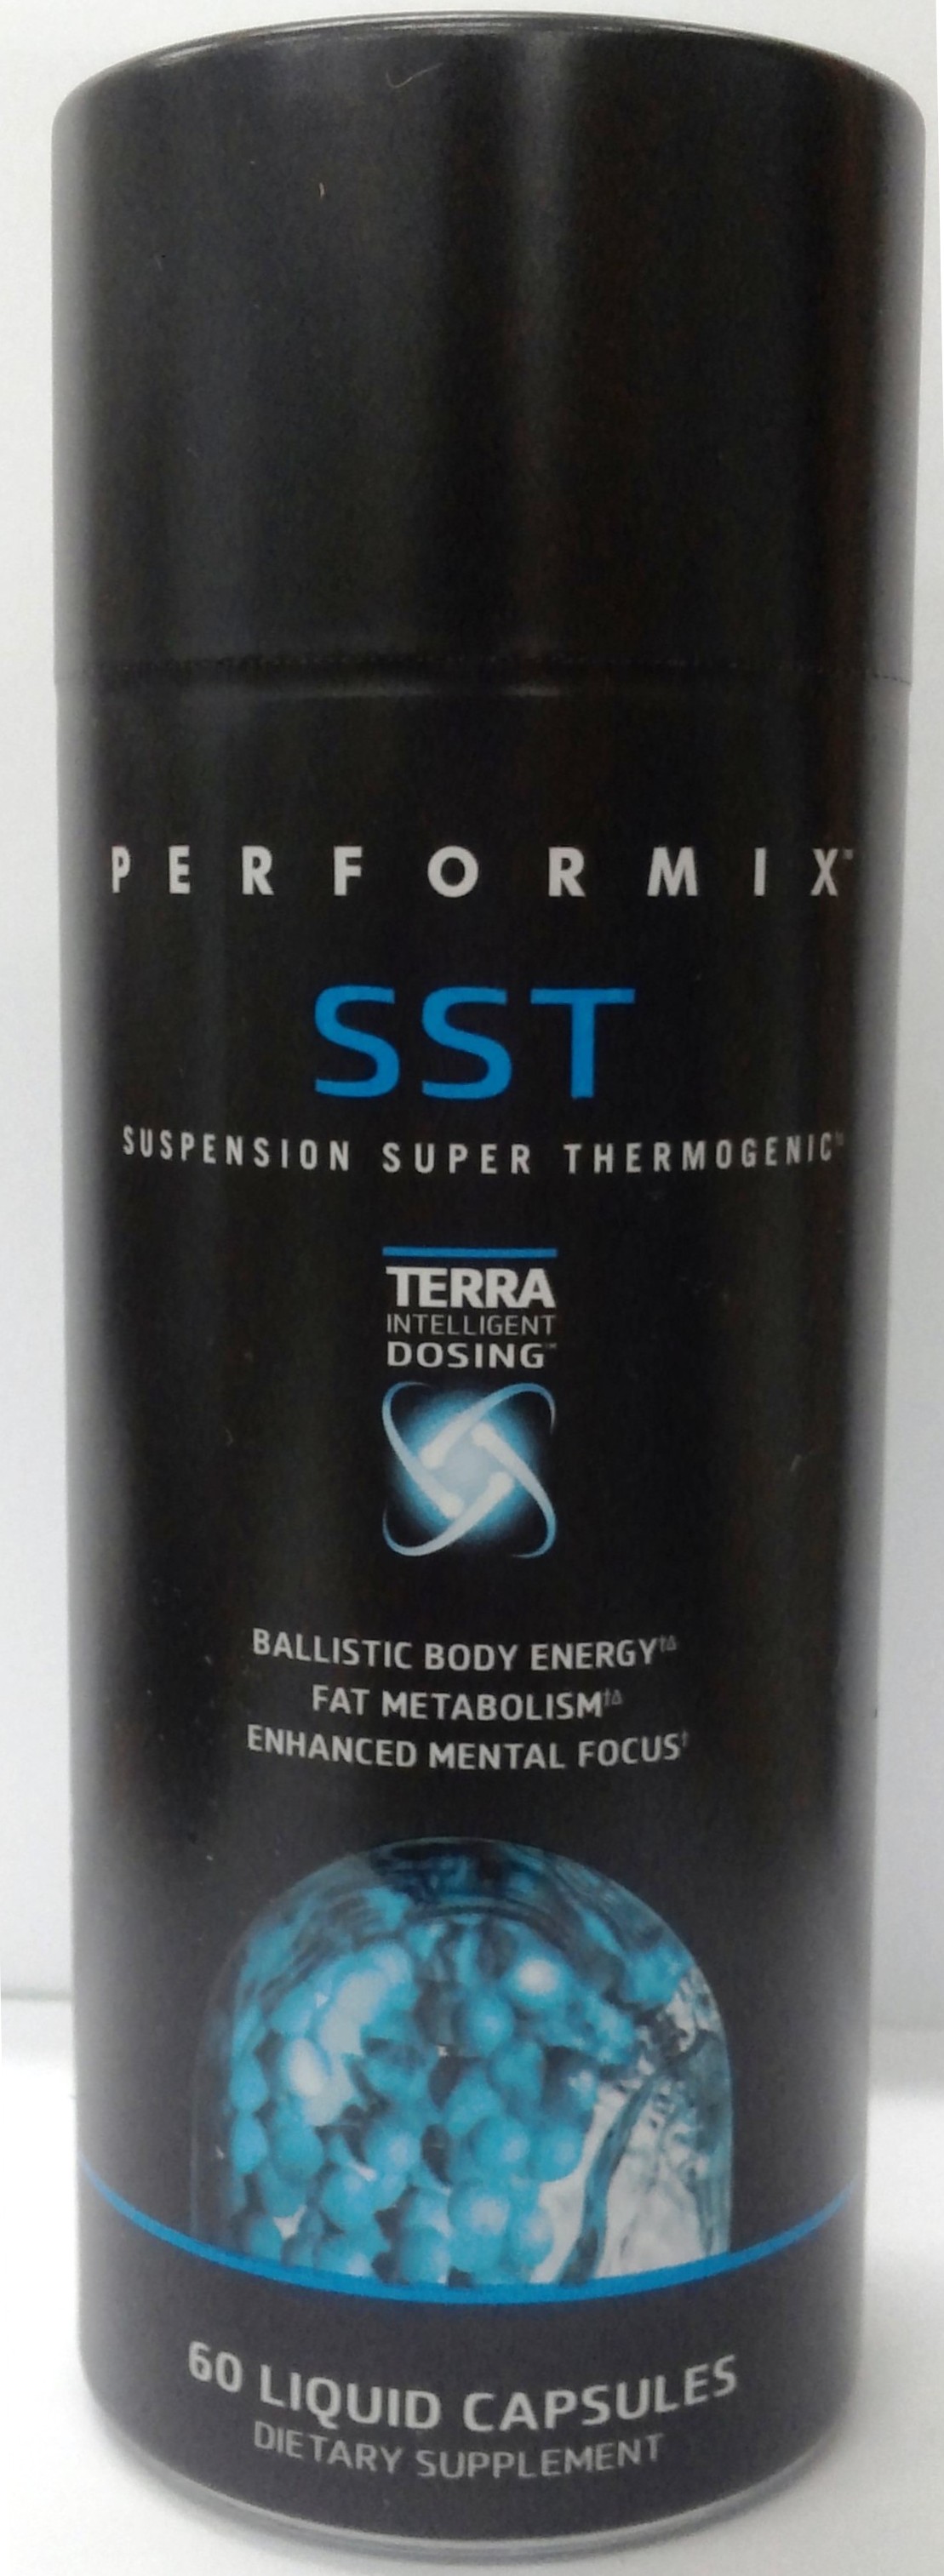 PERFORMIX™
SST
SUSPENSION SUPER THERMOGENIC™
TERRA
INTELLIGENT
DOSING™
BALLISTIC BODY ENERGY†Δ
FAT METABOLISM†Δ
ENHANCED MENTAL FOCUS†
60 LIQUID CAPSULES
DIETARY SUPPLEMENT